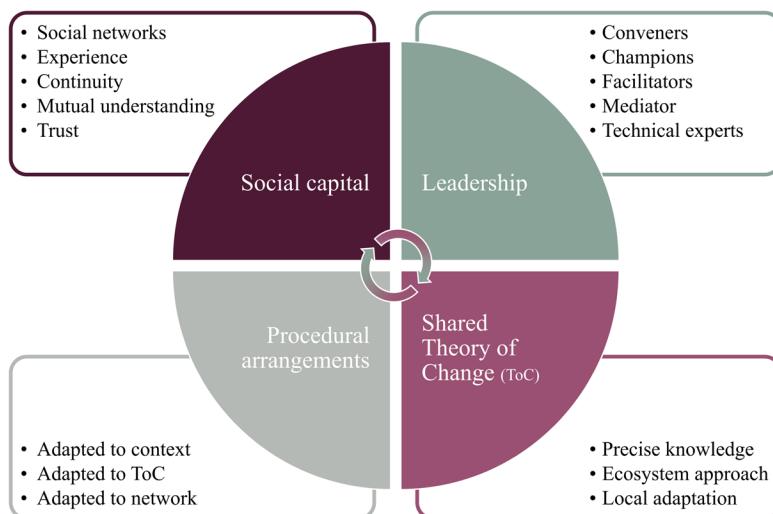 • Social networks
• Experience
• Continuity
• Mutual understanding
• Trust
• Conveners
• Champions
• Facilitators
• Mediator
• Technical experts
Social capital
Leadership
Procedural
arrangements
Shared
Theory of
Change (ToC)
• Adapted to context
• Adapted to ToC
• Adapted to network
• Precise knowledge
• Ecosystem approach
• Local adaptation